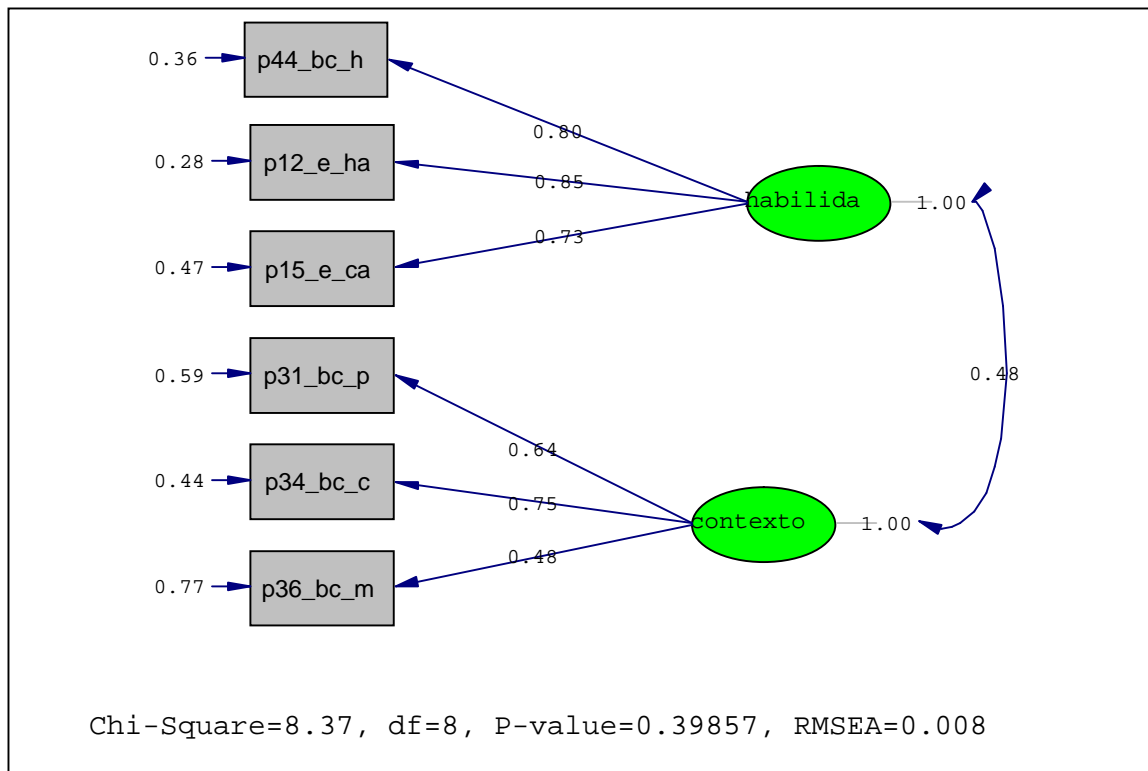 0.36 p44_bc_h
0.80
0.28 p12_e_ha
0.85
habilida 1.00
0.73
0.47 p15_e_ca
0.59 p31_bc_p
0.48
0.64
0.44 p34_bc_c
0.75
contexto 1.00
0.48
0.77 p36_bc_m
Chi-Square=8.37, df=8, P-value=0.39857, RMSEA=0.008